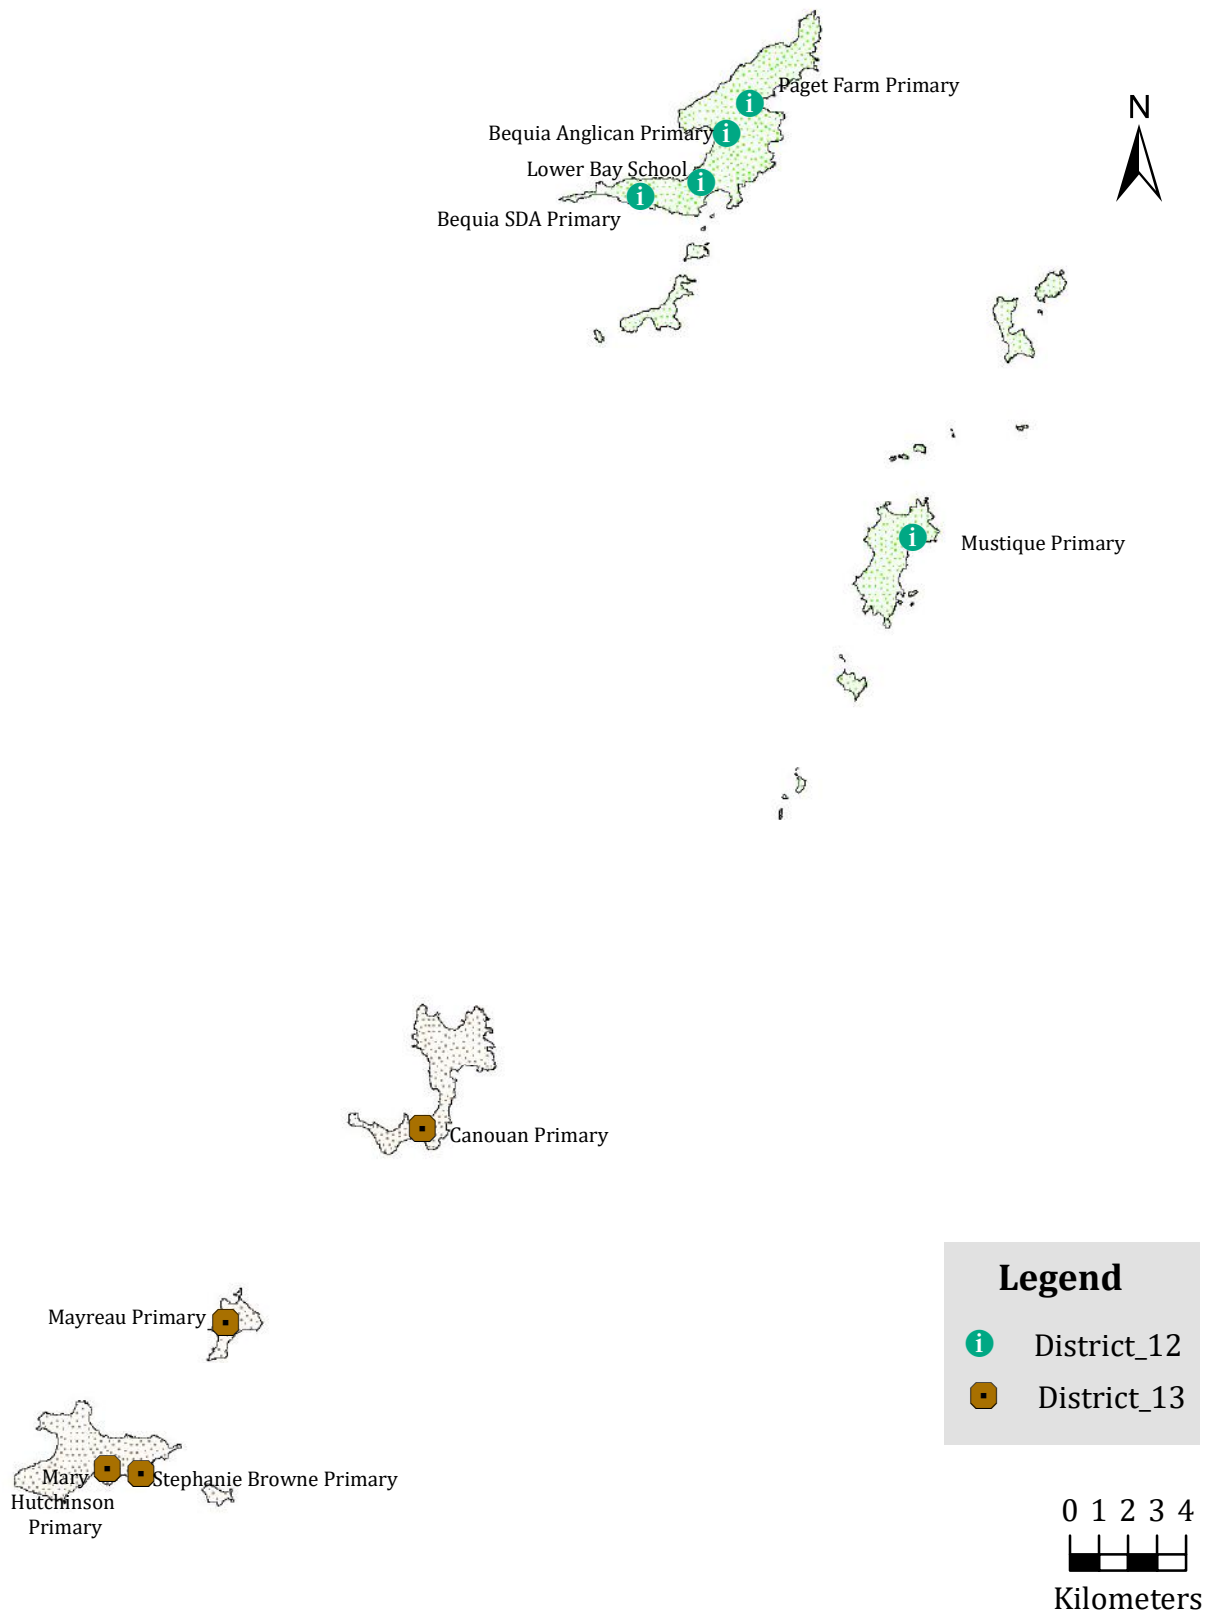 Paget Farm Primary
N
Bequia Anglican Primary
Lower Bay School
Bequia SDA Primary
Mustique Primary
Canouan Primary
Mayreau Primary
Mary
Hutchinson
Primary
Stephanie Browne Primary
Legend
i District_12
District_13
0 1 2 3 4
Kilometers